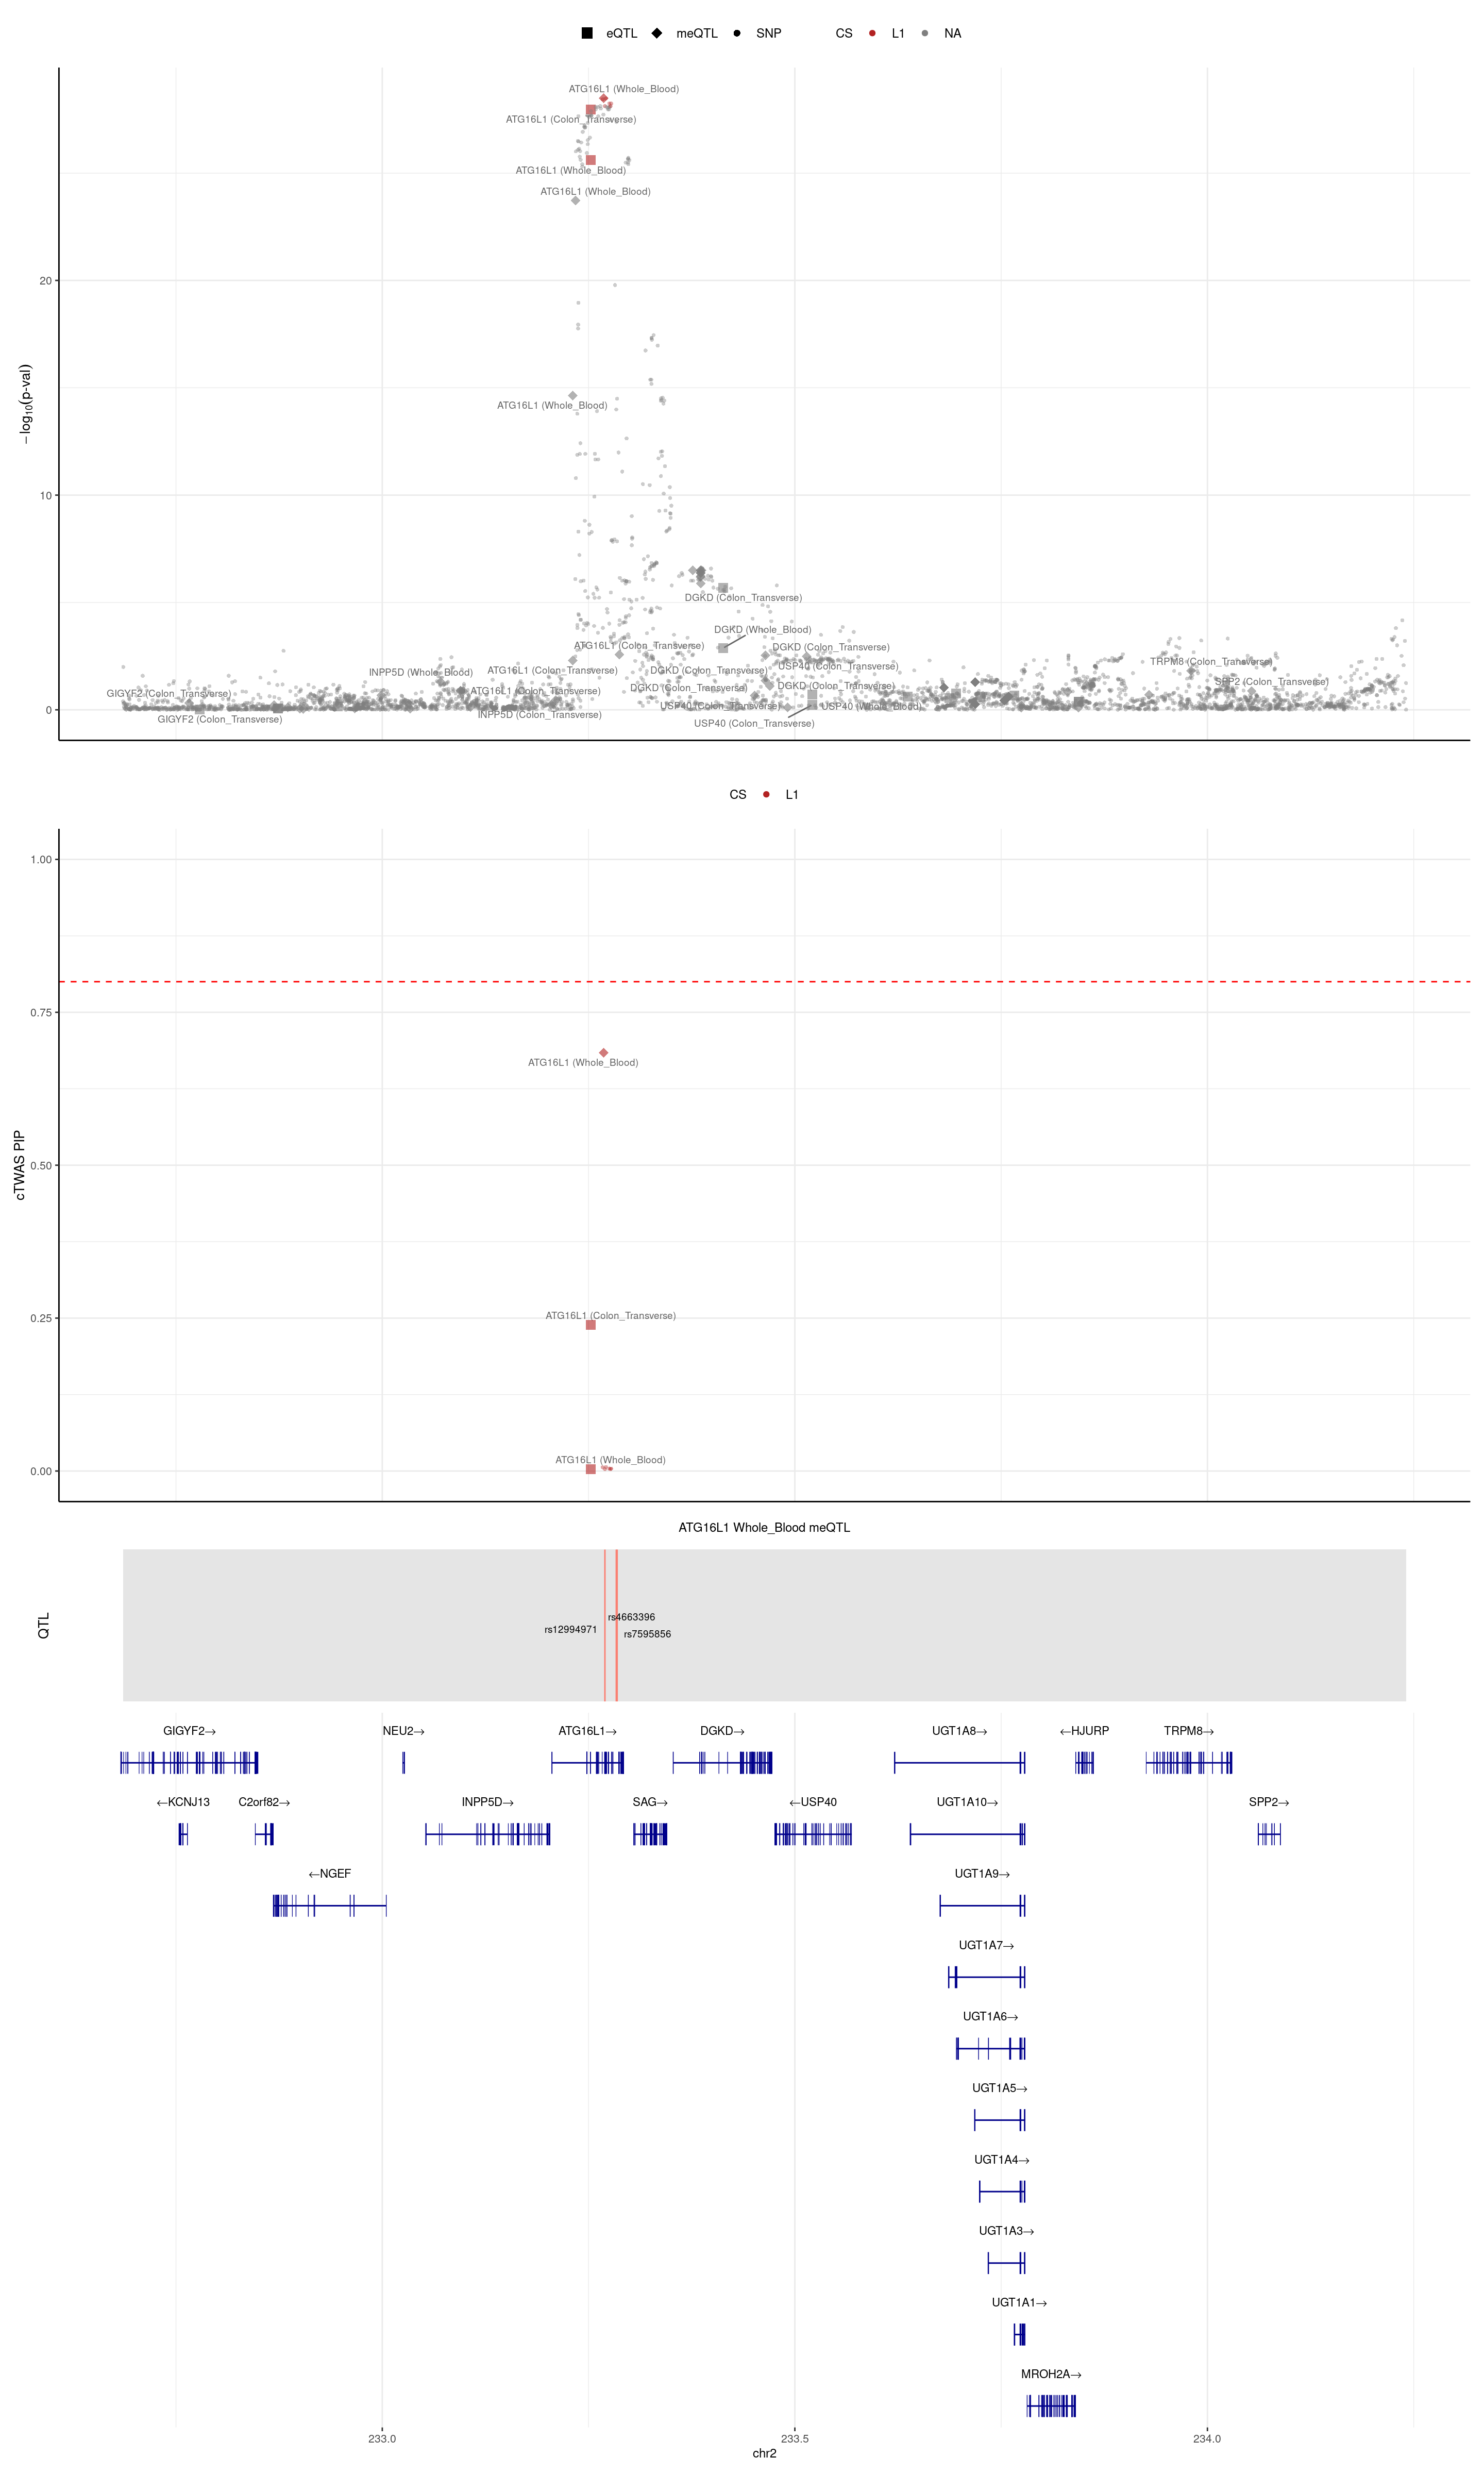 eQTL meQTL SNP CS L1 NA
ATG16L1 (Whole_Blood)
ATG16L1 (Colon_Transverse)
ATG16L1 (Whole_Blood)
ATG16L1 (Whole_Blood)
20
−log10(p-val)
ATG16L1 (Whole_Blood)
10
DGKD (Colon_Transverse)
DGKD (Whole_Blood)
ATG16L1 (Colon_Transverse) DGKD (Colon_Transverse)
TRPM8 (Colon_Transverse)
INPP5D (Whole_Blood) ATG16L1 (Colon_Transverse) DGKD (Colon_Transverse) USP40 (Colon_Transverse)
SPP2 (Colon_Transverse)
GIGYF2 (Colon_Transverse) ATG16L1 (Colon_Transverse) DGKD (Colon_Transverse) DGKD (Colon_Transverse)
0
USP40 (Colon_Transverse) USP40 (Whole_Blood)
GIGYF2 (Colon_Transverse) INPP5D (Colon_Transverse) USP40 (Colon_Transverse)
CS L1
1.00
0.75
ATG16L1 (Whole_Blood)
cTWAS PIP
0.50
ATG16L1 (Colon_Transverse)
0.25
ATG16L1 (Whole_Blood)
0.00
ATG16L1 Whole_Blood meQTL
QTL
rs4663396
rs12994971
rs7595856
GIGYF2→ NEU2→ ATG16L1→ DGKD→ UGT1A8→ ←HJURP TRPM8→
←KCNJ13 C2orf82→ INPP5D→ SAG→ ←USP40 UGT1A10→ SPP2→
←NGEF UGT1A9→
UGT1A7→
UGT1A6→
UGT1A5→
UGT1A4→
UGT1A3→
UGT1A1→
MROH2A→
233.0 233.5 234.0
chr2